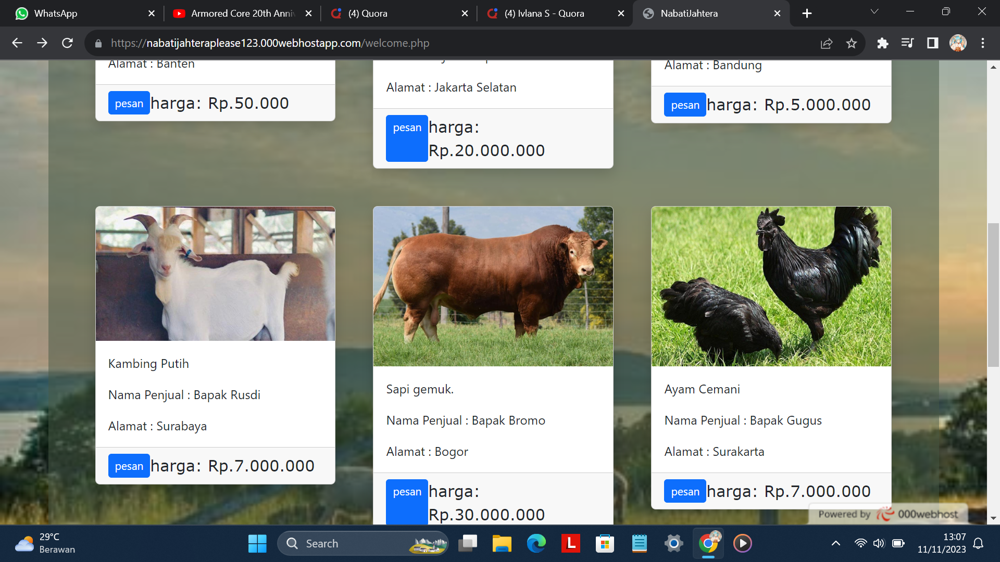 WhatsApp
Armored Core 20th Anni
(4) Quora
(4) Ivlana S - Quora
NabatiJahtera
https://nabatijahteraplease123.000webhostapp.com/welcome.php
Alamat : Banten
pesan
harga: Rp.50.000
Alamat : Jakarta Selatan
pesan
harga:
Rp.20.000.000
Alamat : Bandung
pesan
harga: Rp.5.000.000
Kambing Putih
Nama Penjual : Bapak Rusdi
Alamat : Surabaya
pesan
harga: Rp.7.000.000
Sapi gemuk.
Nama Penjual : Bapak Bromo
Alamat : Bogor
pesan
harga:
Rp.30.000.000
Ayam Cemani
Nama Penjual : Bapak Gugus
Alamat : Surakarta
pesan
harga: Rp.7.000.000
Powered by 000webhost
29°C
Berawan
Search
L
13:07
11/11/2023